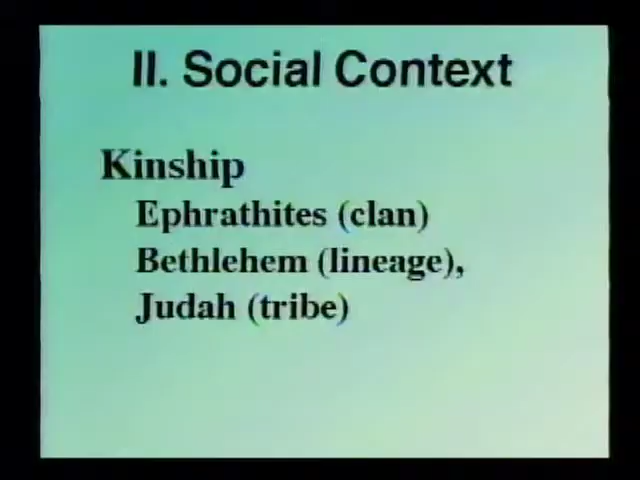 II. Social Context
Kinship
Ephrathites (clan)
Bethlehem (lineage),
Judah (tribe)